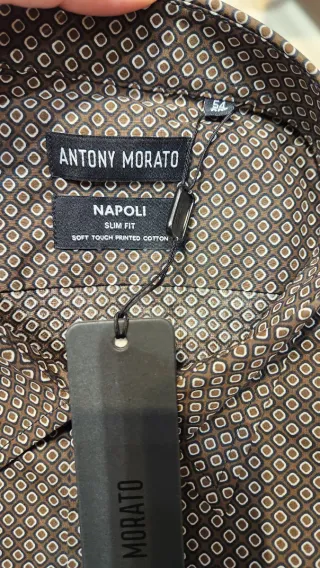 54
ANTONY MORATO
NAPOLI
SLIM FIT
SOFT TOUCH PRINTED COTTON
MORATO